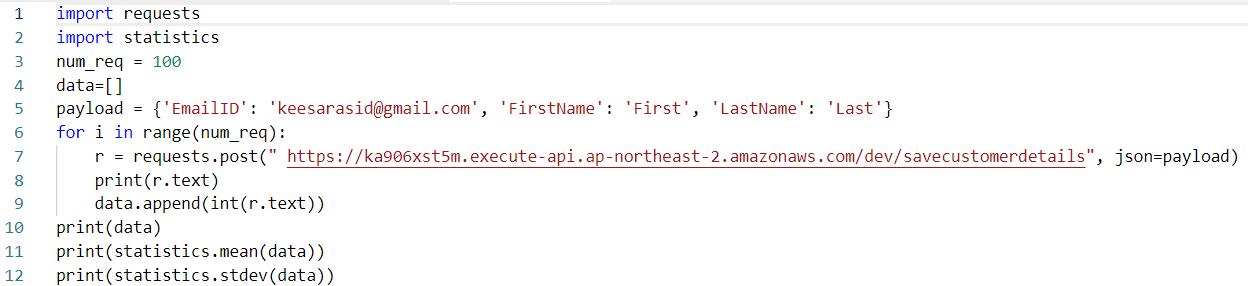 1 import requests
2 import statistics
3 num_req = 100
4 data=[]
5 payload = {'EmailID': 'keesarasid@gmail.com', 'FirstName': 'First', 'LastName': 'Last'}
6 for i in range(num_req):
7     r = requests.post(" https://ka906xst5m.execute-api.ap-northeast-2.amazonaws.com/dev/savecustomerdetails", json=payload)
8     print(r.text)
9     data.append(int(r.text))
10 print(data)
11 print(statistics.mean(data))
12 print(statistics.stdev(data))